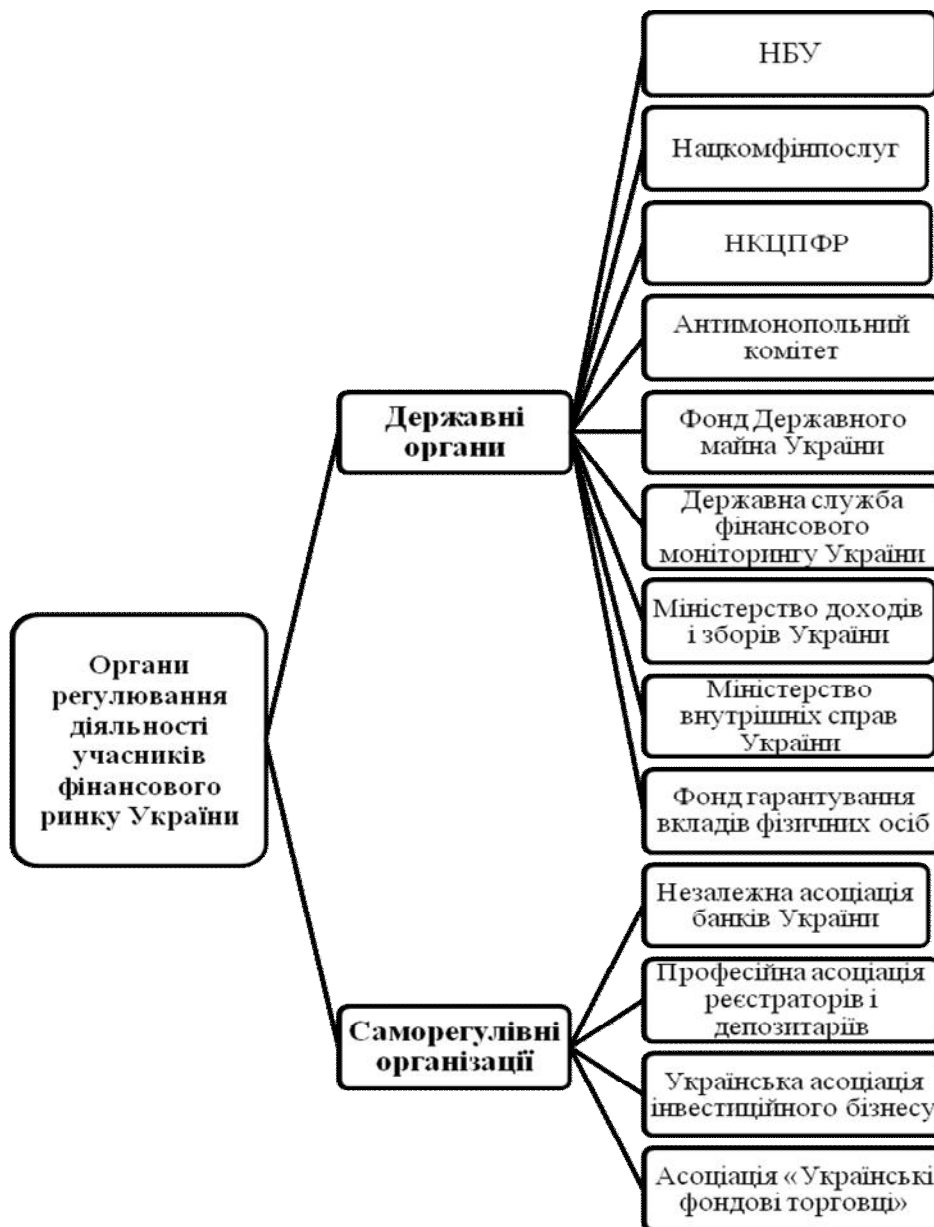 Органи
регулювання
діяльності
учасників
фінансового
ринку України
Державні
органи
НБУ
Нацкомфінпослуг
НКЦПФР
Антимонопольний
комітет
Фонд Державного
майна України
Державна служба
фінансового
моніторингу України
Міністерство доходів
і зборів України
Міністерство
внутрішніх справ
України
Фонд гарантування
вкладів фізичних осіб
Саморегулівні
організації
Незалежна асоціація
банків України
Професійна асоціація
реєстраторів і
депозитаріїв
Українська асоціація
інвестиційного бізнесу
Асоціація «Українські
фондові торговці»